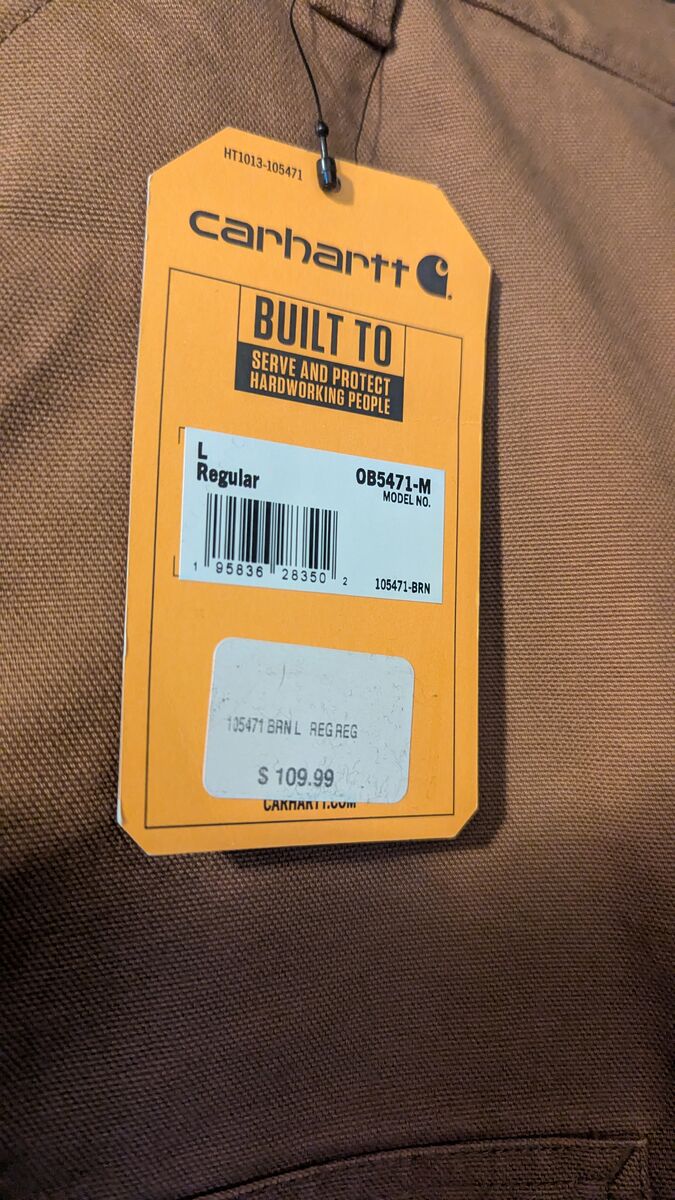 HT1013-105471
carhartt
BUILT TO
SERVE AND PROTECT
HARDWORKING PEOPLE
L
Regular
OB5471-M
MODEL NO.
1 95836 28350 2
105471-BRN
105471 BRN L REG REG
$ 109.99
CARHARTT.COM